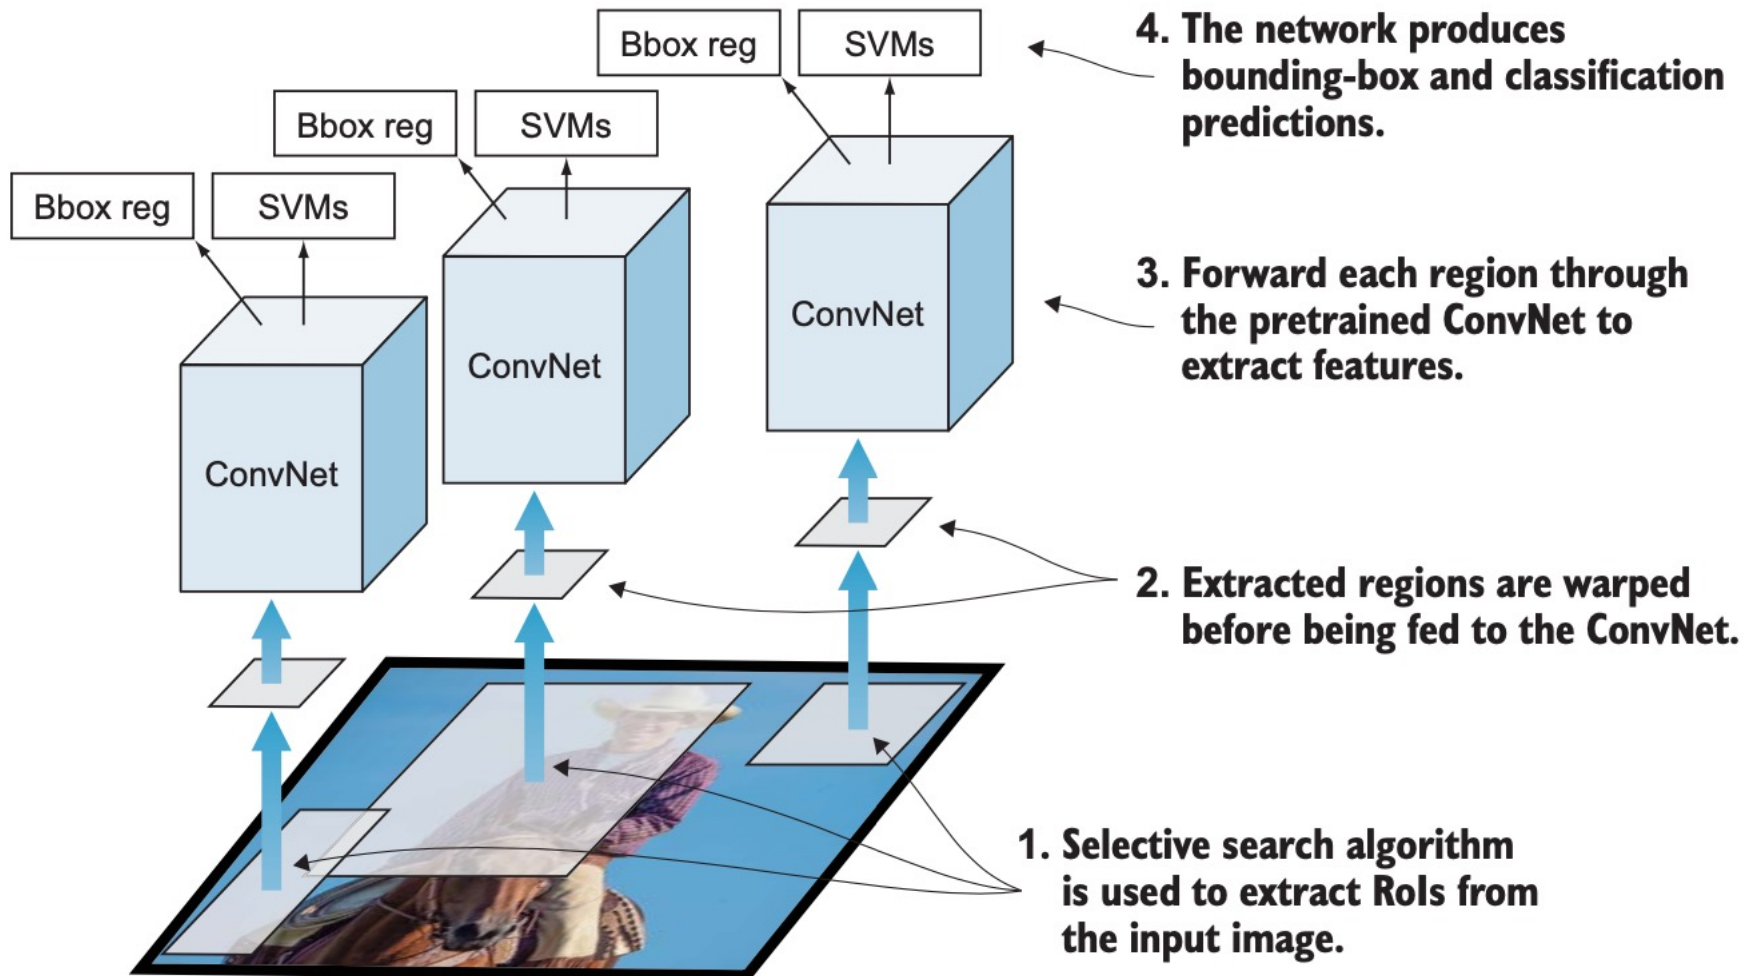 Bbox reg
SVMs
4. The network produces
bounding-box and classification
predictions.
Bbox reg
SVMs
Bbox reg
SVMs
ConvNet
3. Forward each region through
the pretrained ConvNet to
extract features.
ConvNet
ConvNet
2. Extracted regions are warped
before being fed to the ConvNet.
1. Selective search algorithm
is used to extract RoIs from
the input image.